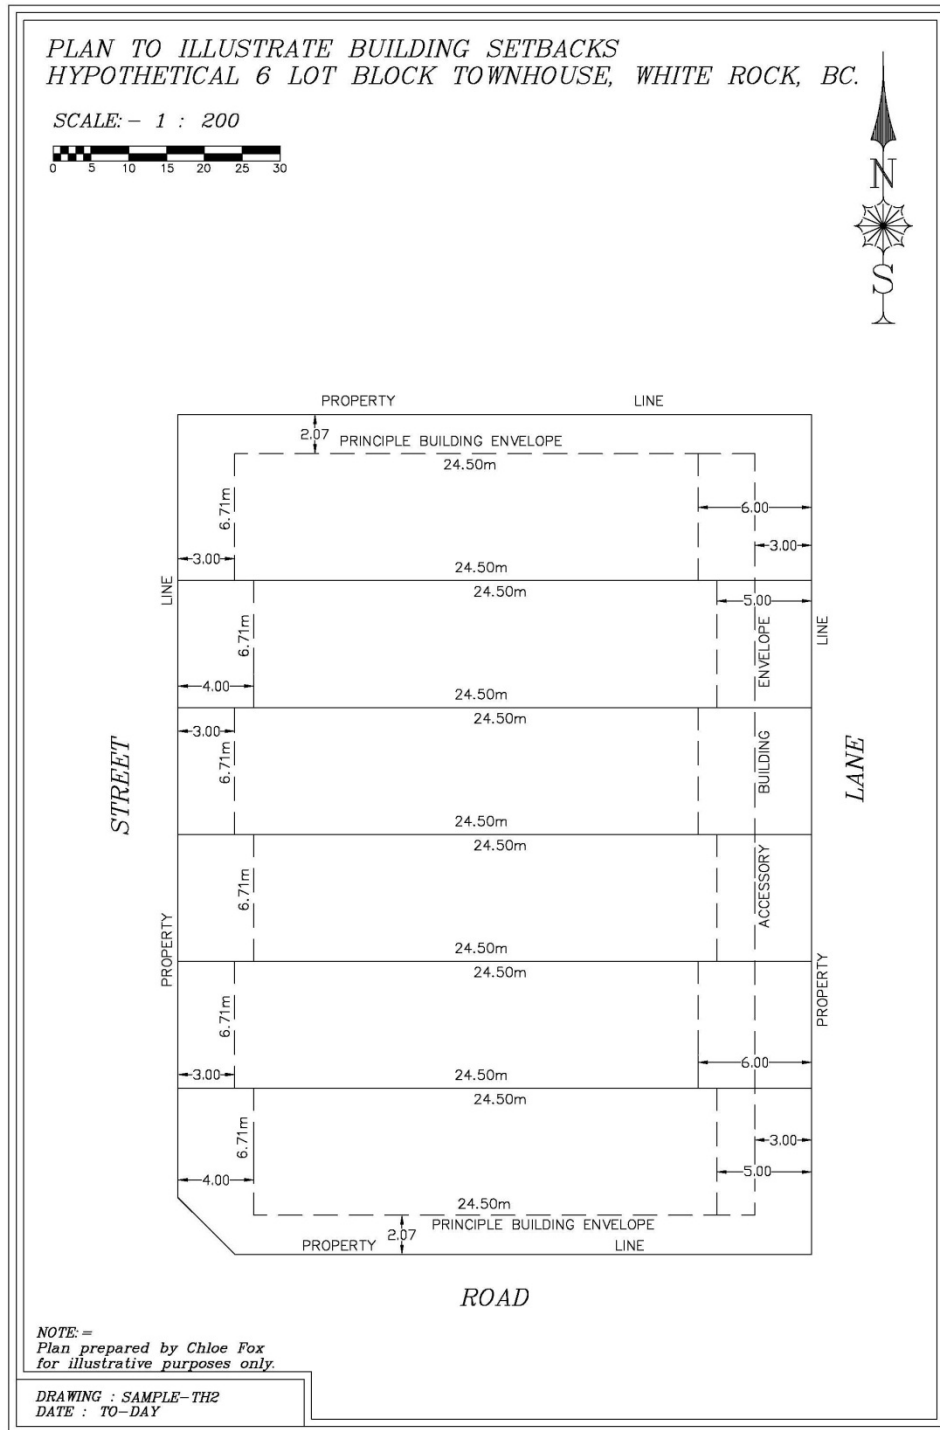 PLAN TO ILLUSTRATE BUILDING SETBACKS
HYPOTHETICAL 6 LOT BLOCK TOWNHOUSE, WHITE ROCK, BC.
SCALE:- 1 : 200
0 5 10 15 20 25 30
N
S
PROPERTY LINE
2.07
PRINCIPLE BUILDING ENVELOPE
24.50m
6.71m
6.00
3.00
3.00
24.50m
LINE
24.50m
5.00
6.71m
ENVELOPE
LINE
4.00
24.50m
3.00
24.50m
6.71m
BUILDING
STREET
LANE
24.50m
24.50m
6.71m
ACCESSORY
PROPERTY
24.50m
24.50m
6.71m
PROPERTY
3.00
6.00
24.50m
24.50m
6.71m
3.00
4.00
5.00
24.50m
2.07
PRINCIPLE BUILDING ENVELOPE
PROPERTY LINE
ROAD
NOTE:=
Plan prepared by Chloe Fox
for illustrative purposes only.
DRAWING : SAMPLE-TH2
DATE : TO-DAY